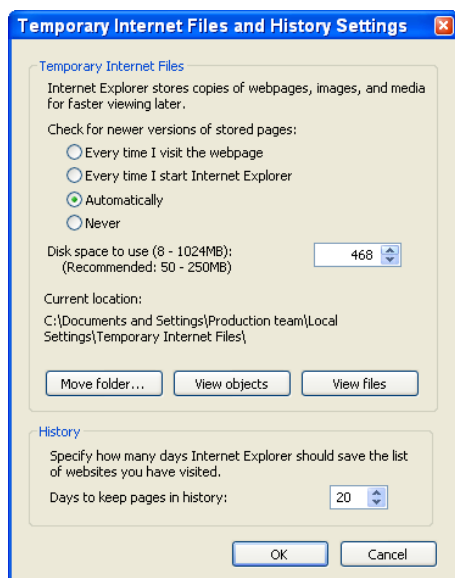 Temporary Internet Files and History Settings
Temporary Internet Files
Internet Explorer stores copies of webpages, images, and media
for faster viewing later.
Check for newer versions of stored pages:
Every time I visit the webpage
Every time I start Internet Explorer
Automatically
Never
Disk space to use (8 - 1024MB):
468
(Recommended: 50 - 250MB)
Current location:
C:\Documents and Settings\Production team\Local
Settings\Temporary Internet Files\
Move folder... View objects View files
History
Specify how many days Internet Explorer should save the list
of websites you have visited.
Days to keep pages in history: 20
OK Cancel